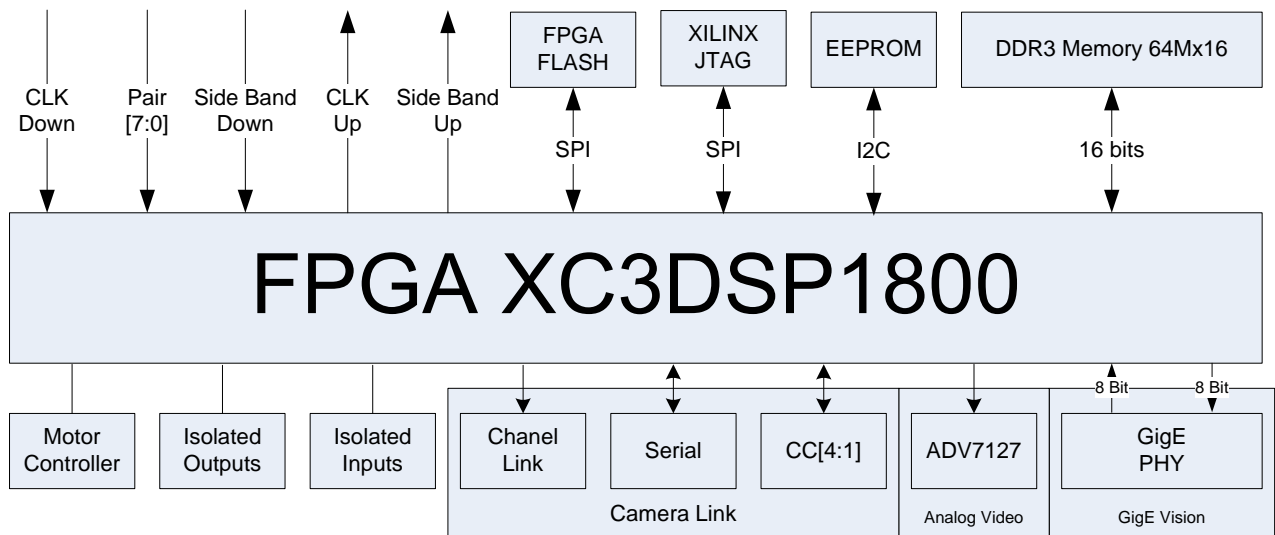 FPGA
FLASH
XILINX
JTAG
EEPROM
DDR3 Memory 64Mx16
CLK
Down
Pair
[7:0]
Side Band
Down
CLK
Up
Side Band
Up
SPI
SPI
I2C
16 bits
FPGA XC3DSP1800
8 Bit
8 Bit
Motor
Controller
Isolated
Outputs
Isolated
Inputs
Chanel
Link
Serial
CC[4:1]
ADV7127
GigE
PHY
Camera Link
Analog Video
GigE Vision